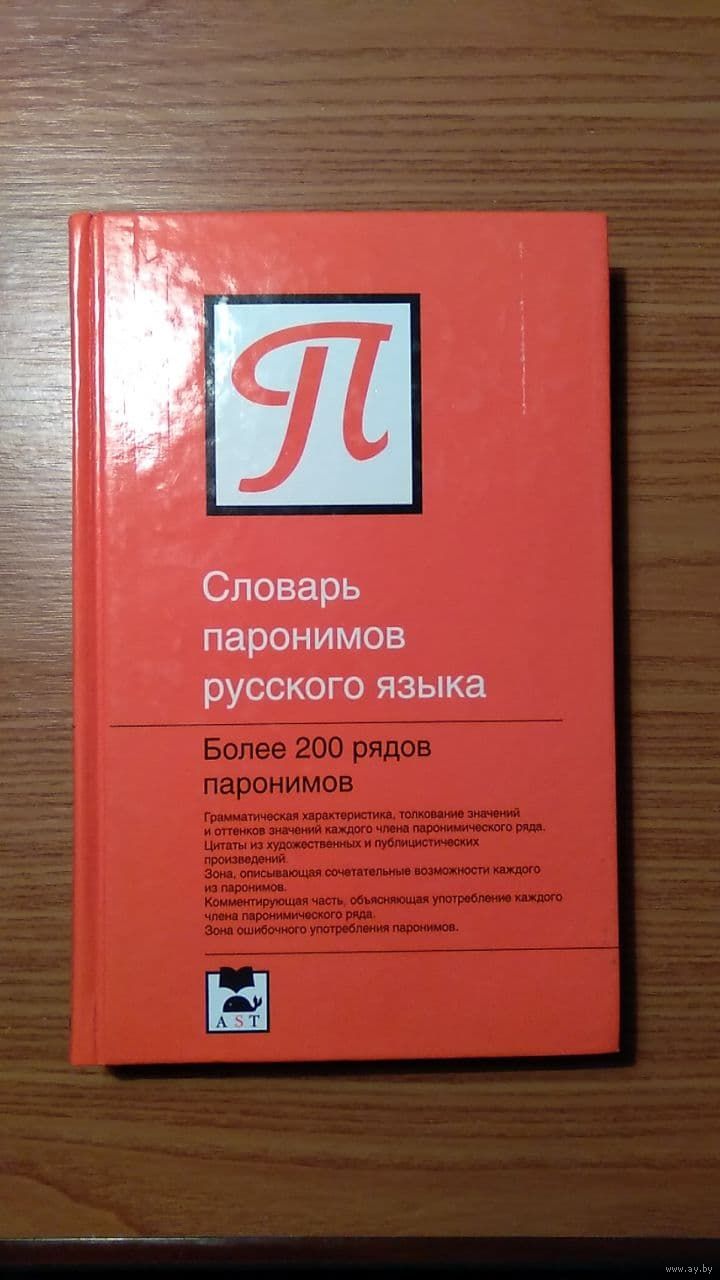 П
Словарь
паронимов
русского языка
Более 200 рядов
паронимов
Грамматическая характеристика, толкование значений
и оттенков значений каждого члена паронимического ряда.
Цитаты из художественных и публицистических
произведений.
Зона, описывающая сочетательные возможности каждого
из паронимов.
Комментирующая часть, объясняющая употребление каждого
члена паронимического ряда.
Зона ошибочного употребления паронимов.
AST
www.ay.by